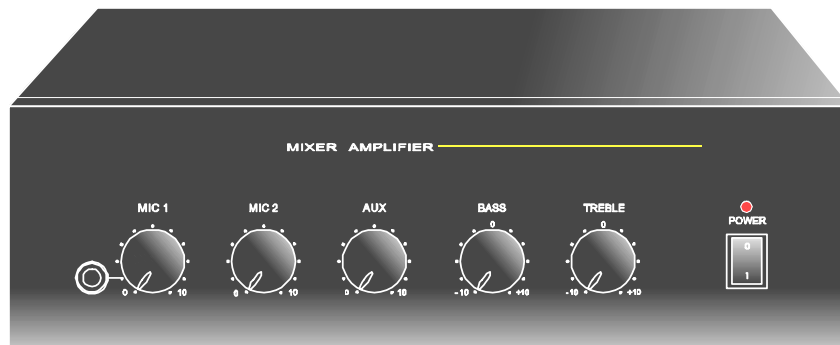 MIXER AMPLIFIER
MIC 1 MIC 2 AUX BASS TREBLE
0 0
POWER
0
1
0 10 0 10 0 10 -10 +10 -10 +10